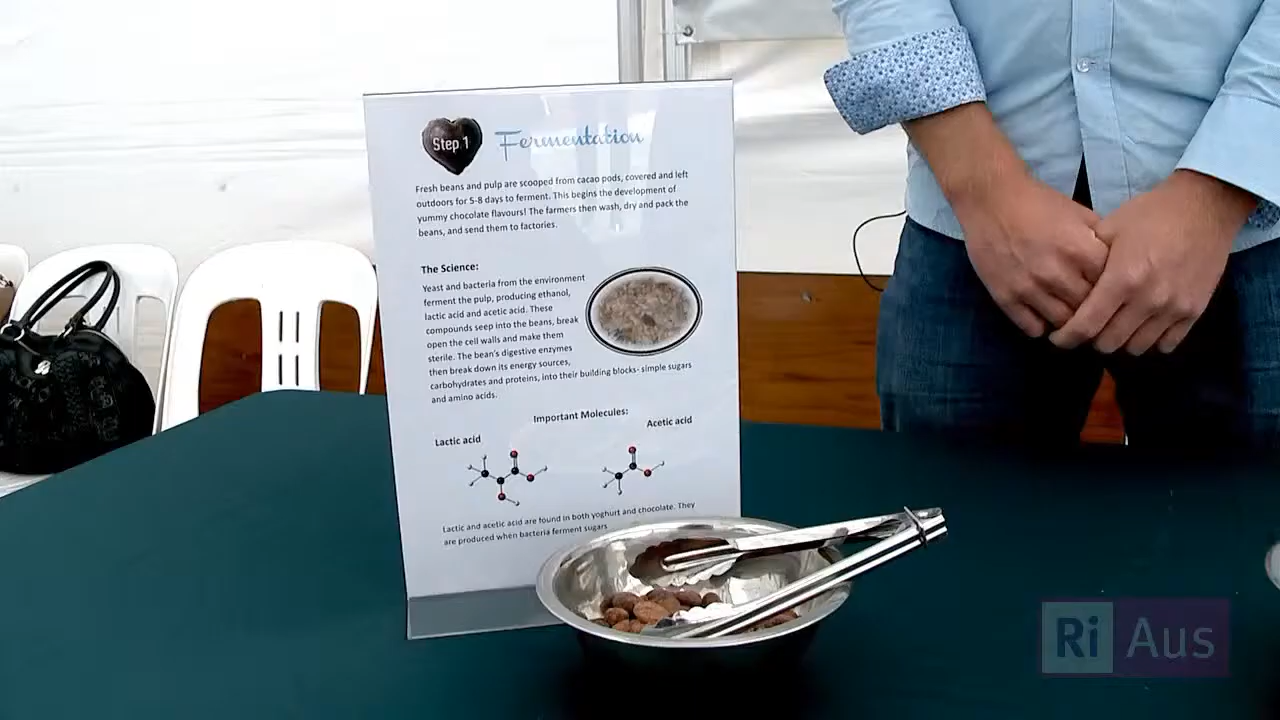 Step 1 Fermentation
Fresh beans and pulp are scooped from cacao pods, covered and left
outdoors for 5-8 days to ferment. This begins the development of
yummy chocolate flavours! The farmers then wash, dry and pack the
beans, and send them to factories.
The Science:
Yeast and bacteria from the environment
ferment the pulp, producing ethanol,
lactic acid and acetic acid. These
compounds seep into the beans, break
open the cell walls and make them
sterile. The bean's digestive enzymes
then break down its energy sources,
carbohydrates and proteins, into their building blocks- simple sugars
and amino acids.
Important Molecules:
Lactic acid
Acetic acid
Lactic and acetic acid are found in both yoghurt and chocolate. They
are produced when bacteria ferment sugars
Ri Aus